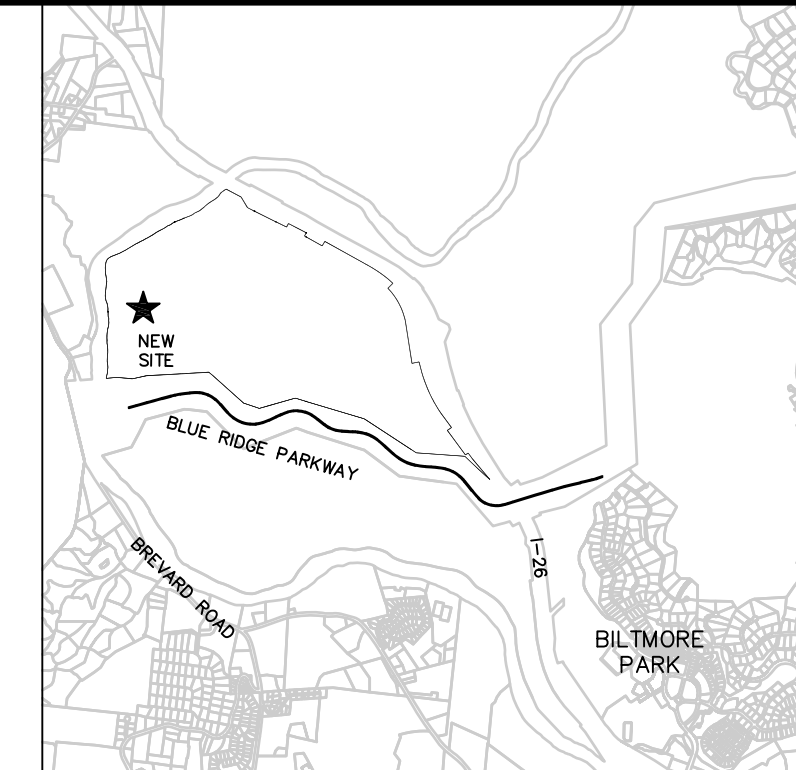 NEW
SITE
BLUE RIDGE PARKWAY
BREVARD ROAD
I-26
BILTMORE
PARK